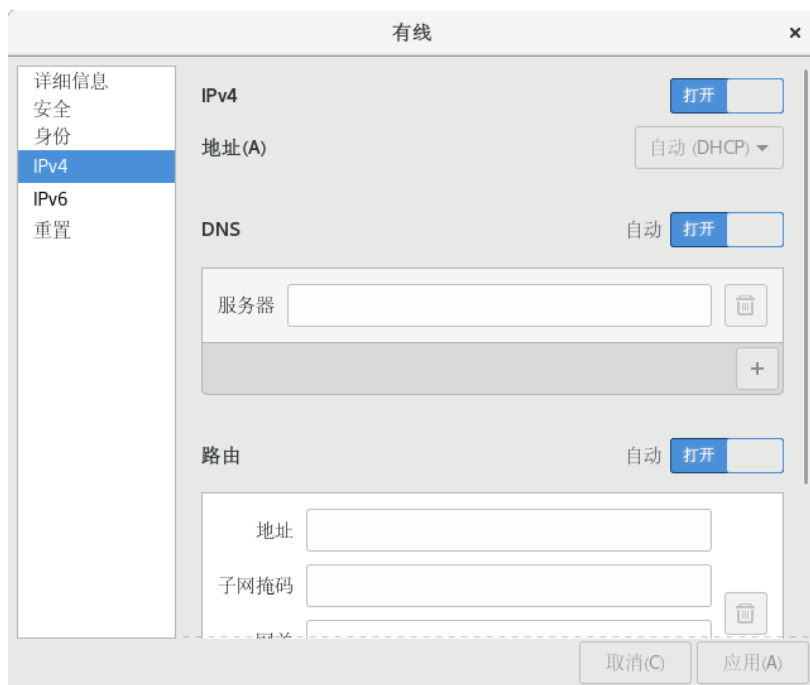 有线
详细信息
安全
身份
IPv4
IPv6
重置
IPv4 打开
地址(A) 自动 (DHCP)
DNS 自动 打开
服务器
路由 自动 打开
地址
子网掩码
网关
取消(C) 应用(A)